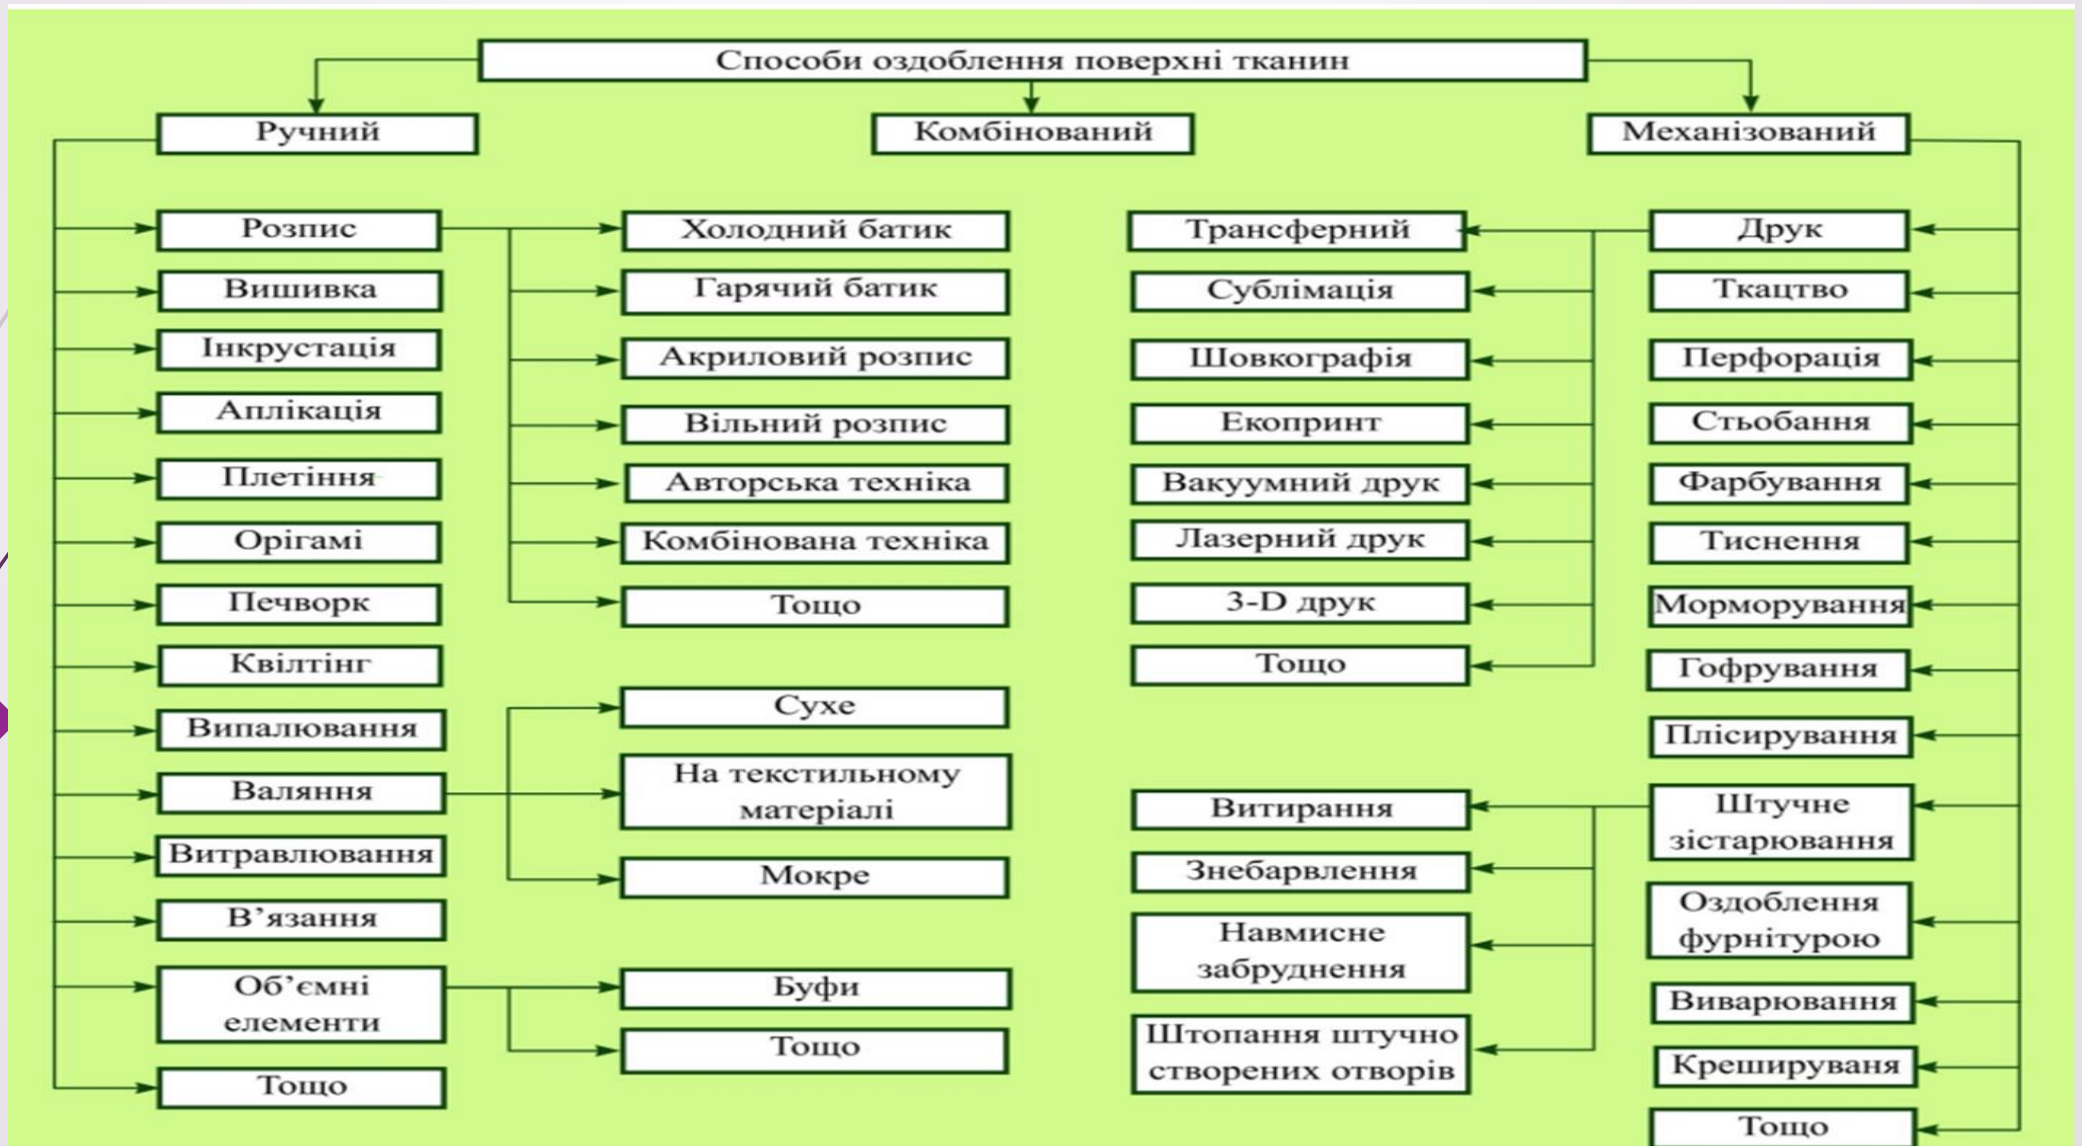 Способи оздоблення поверхні тканин
Ручний
Комбінований
Механізований
Розпис
Вишивка
Інкрустація
Аплікація
Плетіння
Орігамі
Печворк
Квілтінг
Випалювання
Валяння
Витравлювання
В’язання
Об’ємні
елементи
Тощо
Холодний батик
Гарячий батик
Акриловий розпис
Вільний розпис
Авторська техніка
Комбінована техніка
Тощо
Сухе
На текстильному
матеріалі
Мокре
Буфи
Тощо
Трансферний
Сублімація
Шовкографія
Екопринт
Вакуумний друк
Лазерний друк
3-D друк
Тощо
Витирання
Знебарвлення
Навмисне
забруднення
Штопання штучно
створених отворів
Друк
Ткацтво
Перфорація
Стьобання
Фарбування
Тиснення
Морморування
Гофрування
Плісирування
Штучне
зістарювання
Оздоблення
фурнітурою
Виварювання
Крешируваня
Тощо